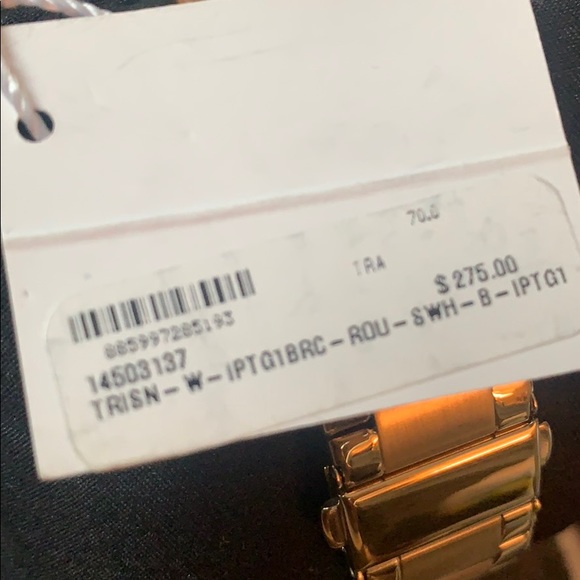 70.0
TRA
$275.00
885997285193
14503137
TRISN-W-IPTG1BRC-ROU-SWH-B-IPTG1